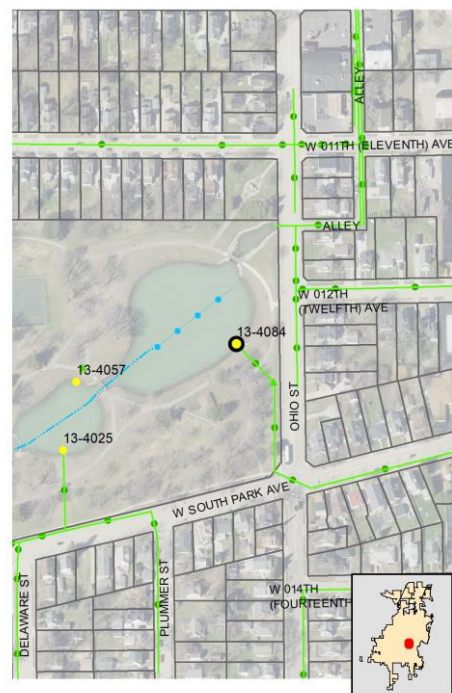 ALLEY
W 011TH (ELEVENTH) AVE
ALLEY
W 012TH
(TWELFTH) AVE
13-4084
13-4057
OHIO ST
13-4025
W SOUTH PARK AVE
DELAWARE ST
PLUMMER ST
W 014TH
(FOURTEENTH